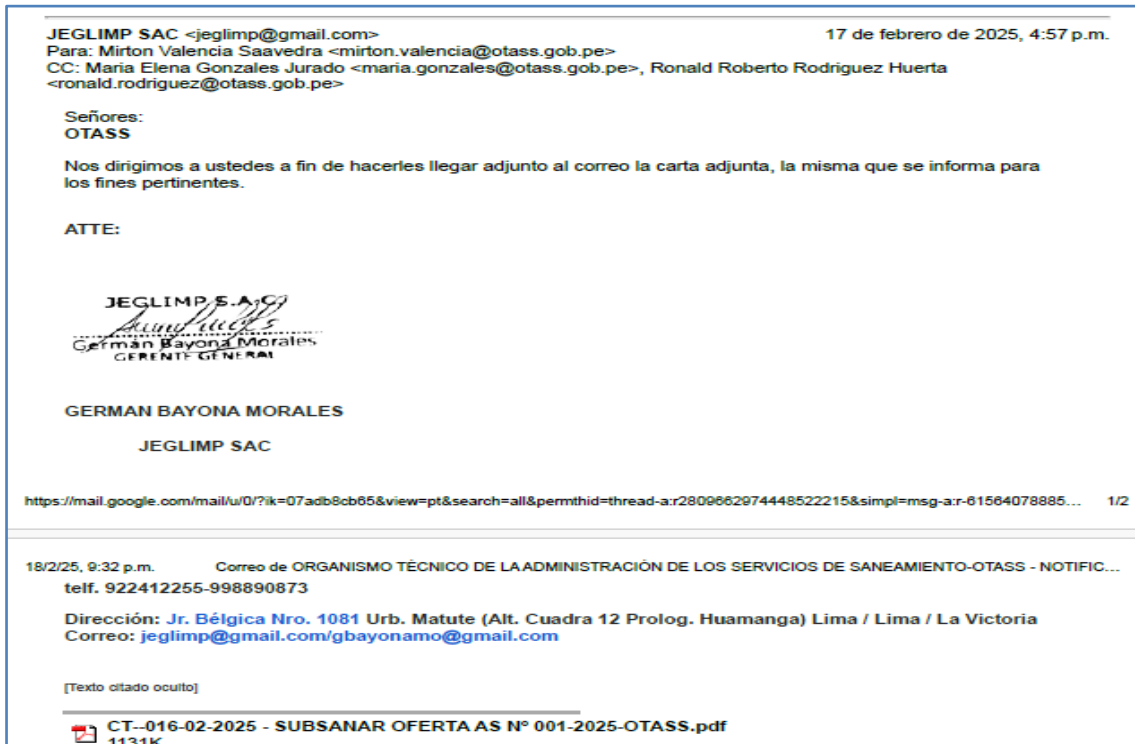 JEGLIMP SAC <jeglimp@gmail.com> 17 de febrero de 2025, 4:57 p.m.
Para: Mirton Valencia Saavedra <mirton.valencia@otass.gob.pe>
CC: Maria Elena Gonzales Jurado <maria.gonzales@otass.gob.pe>, Ronald Roberto Rodriguez Huerta
<ronald.rodriguez@otass.gob.pe>
Señores:
OTASS
Nos dirigimos a ustedes a fin de hacerles llegar adjunto al correo la carta adjunta, la misma que se informa para
los fines pertinentes.
ATTE:
JEGLIMP S.A.C
Germán Bayona Morales
GERENTE GENERAL
GERMAN BAYONA MORALES
JEGLIMP SAC
https://mail.google.com/mail/u/0/?ik=07adb8cb65&view=pt&search=all&permthid=thread-a:r2809662974448522215&simpl=msg-a:r-61564078885... 1/2
18/2/25, 9:32 p.m. Correo de ORGANISMO TÉCNICO DE LA ADMINISTRACIÓN DE LOS SERVICIOS DE SANEAMIENTO-OTASS - NOTIFIC...
telf. 922412255-998890873
Dirección: Jr. Bélgica Nro. 1081 Urb. Matute (Alt. Cuadra 12 Prolog. Huamanga) Lima / Lima / La Victoria
Correo: jeglimp@gmail.com/gbayonamo@gmail.com
[Texto citado oculto]
CT--016-02-2025 - SUBSANAR OFERTA AS Nº 001-2025-OTASS.pdf
1131K